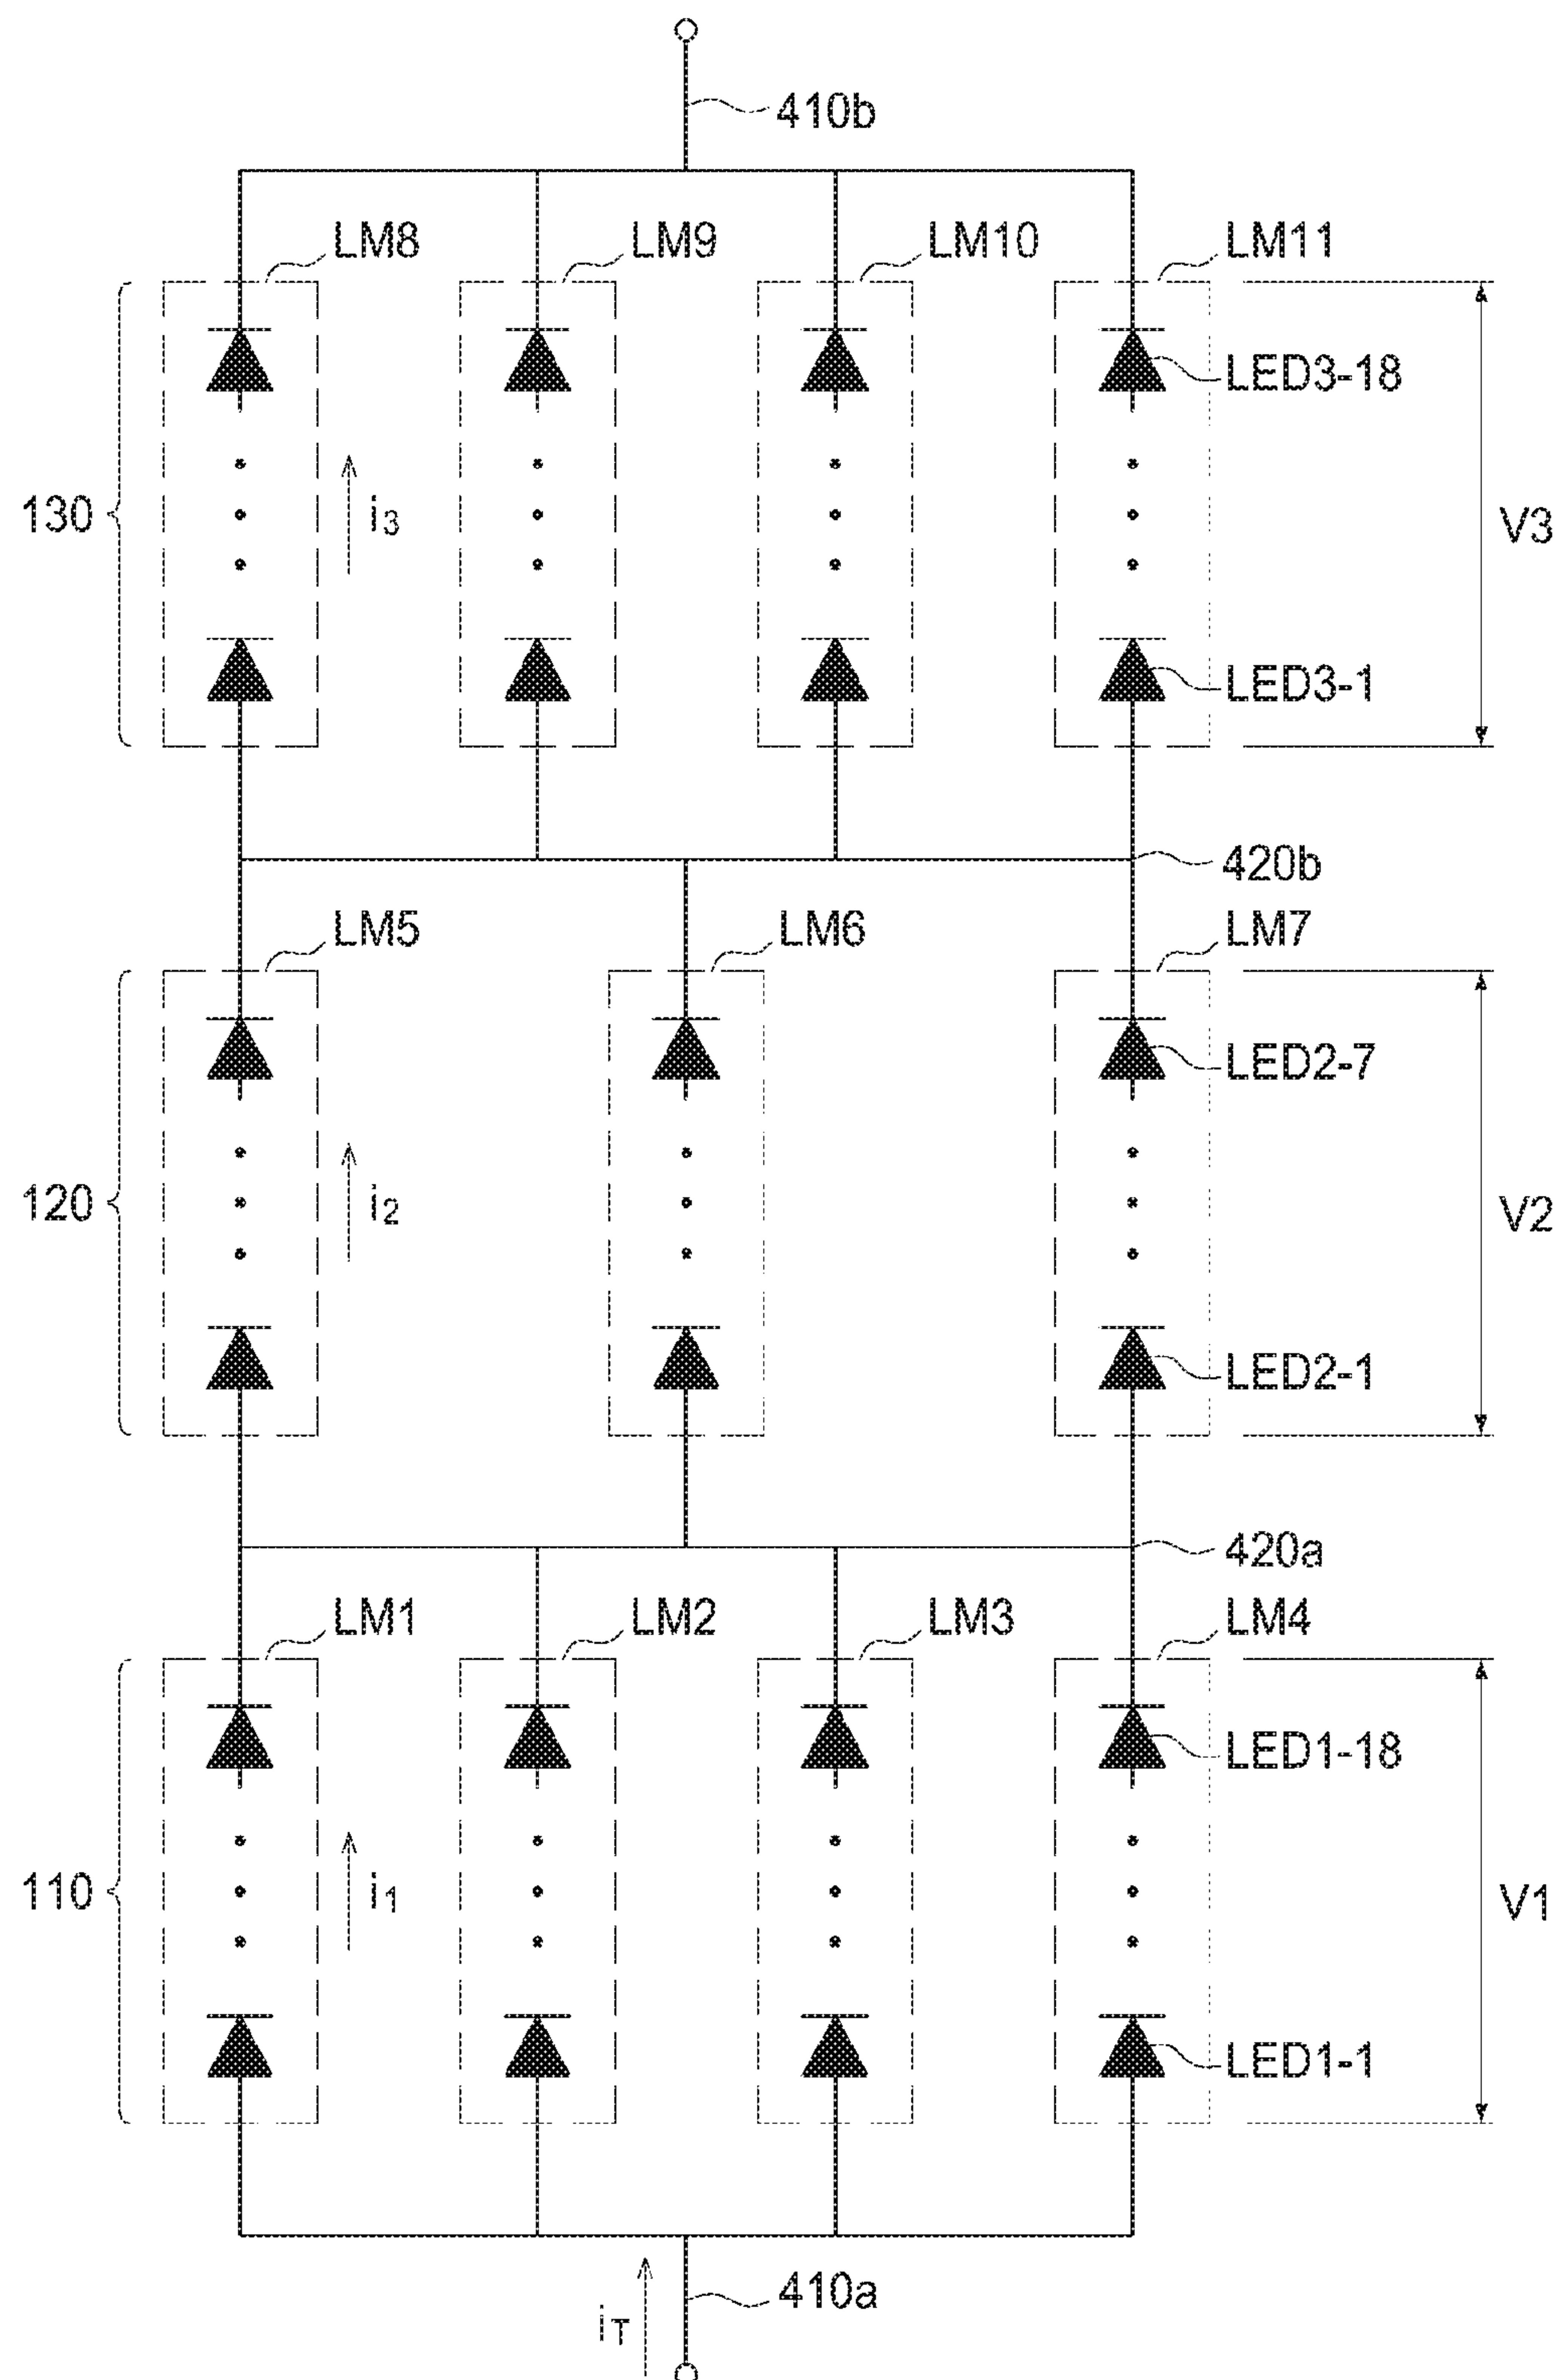 410b
LM8 LM9 LM10 LM11
LED3-18
130 i3 V3
LED3-1
420b
LM5 LM6 LM7
LED2-7
120 i2 V2
LED2-1
420a
LM1 LM2 LM3 LM4
LED1-18
110 i1 V1
LED1-1
410a
iT